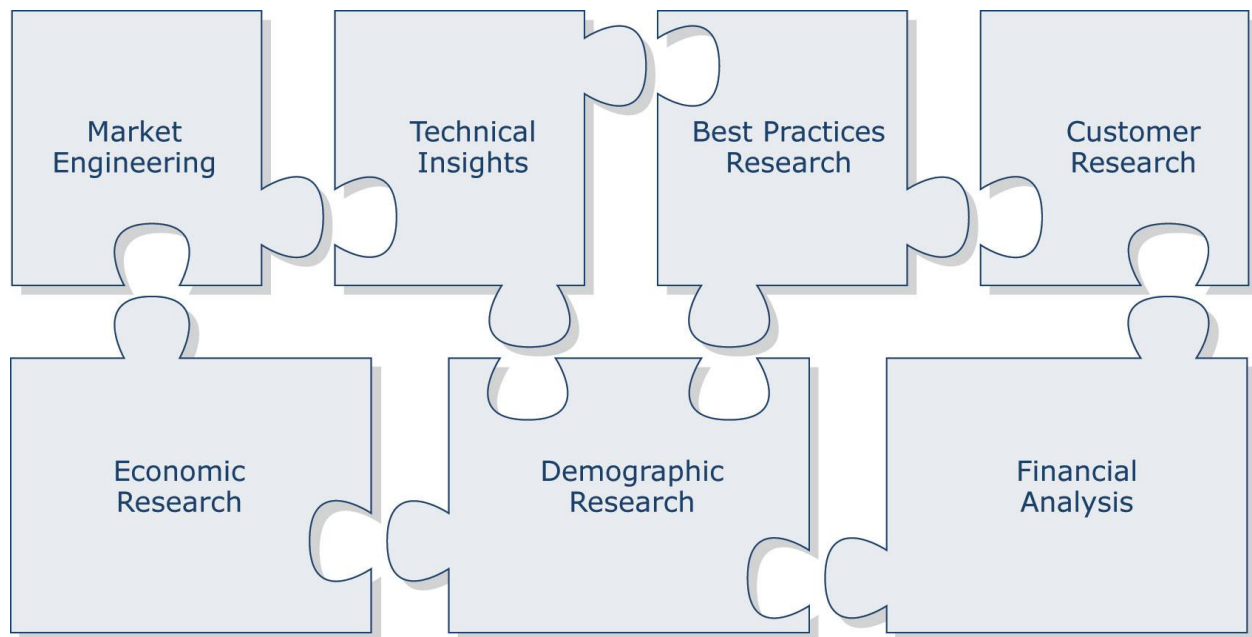 Market
Engineering
Technical
Insights
Best Practices
Research
Customer
Research
Economic
Research
Demographic
Research
Financial
Analysis